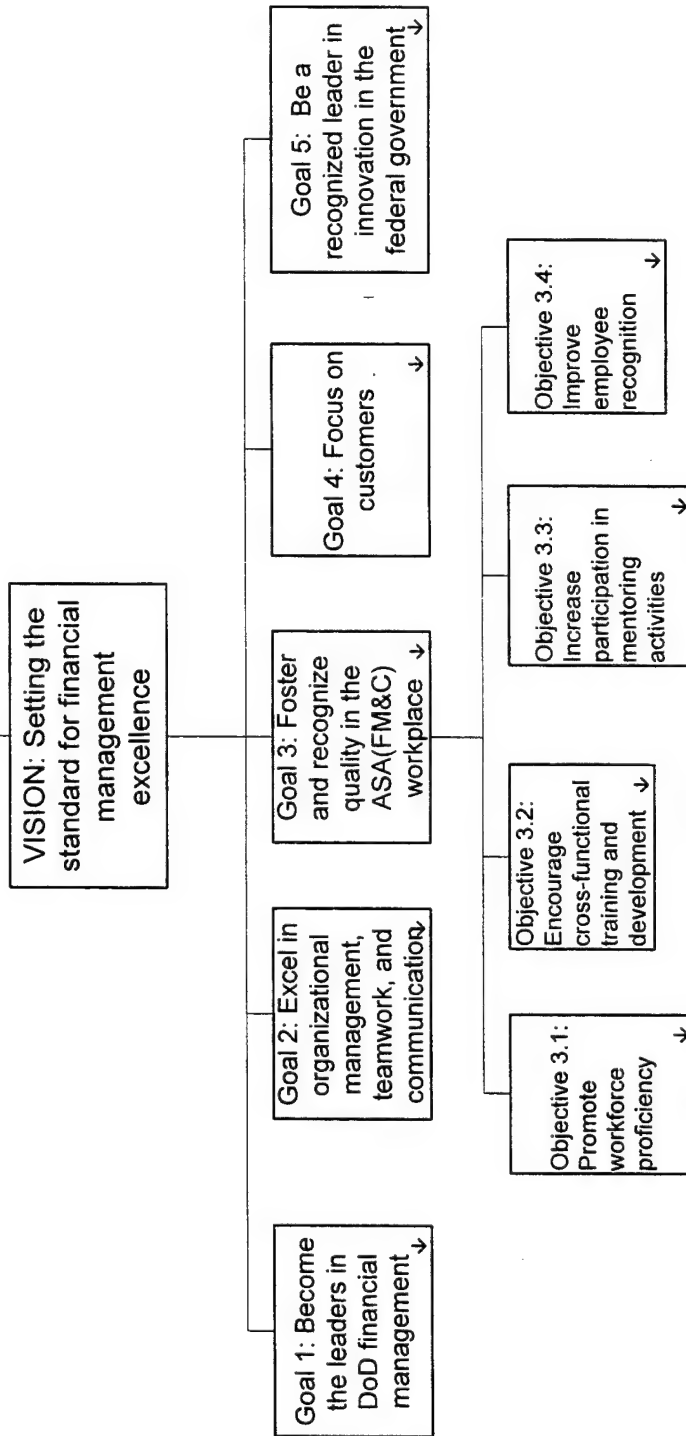 VISION: Setting the
standard for financial
management
excellence
Goal 1: Become
the leaders in
DoD financial
management
Goal 2: Excel in
organizational
management,
teamwork, and
communication
Goal 3: Foster
and recognize
quality in the
ASA(FM&C)
workplace
Goal 4: Focus on
customers
Goal 5: Be a
recognized leader in
innovation in the
federal government
Objective 3.1:
Promote
workforce
proficiency
Objective 3.2:
Encourage
cross-functional
training and
development
Objective 3.3:
Increase
participation in
mentoring
activities
Objective 3.4:
Improve
employee
recognition